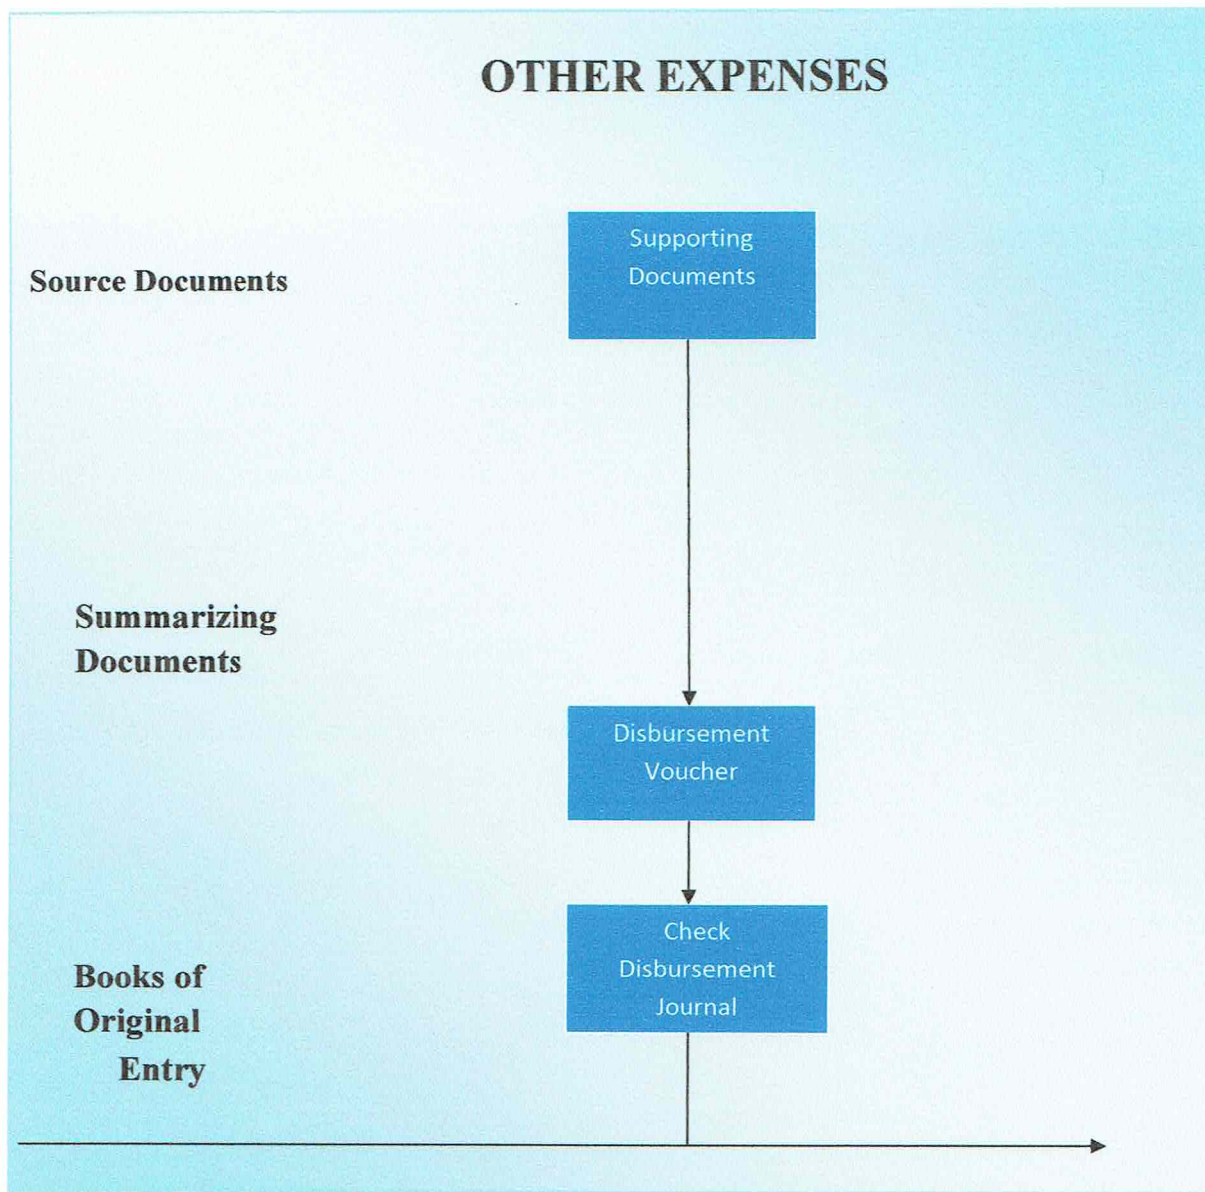 OTHER EXPENSES
Supporting
Documents
Source Documents
Summarizing
Documents
Disbursement
Voucher
Check
Disbursement
Journal
Books of
Original
Entry